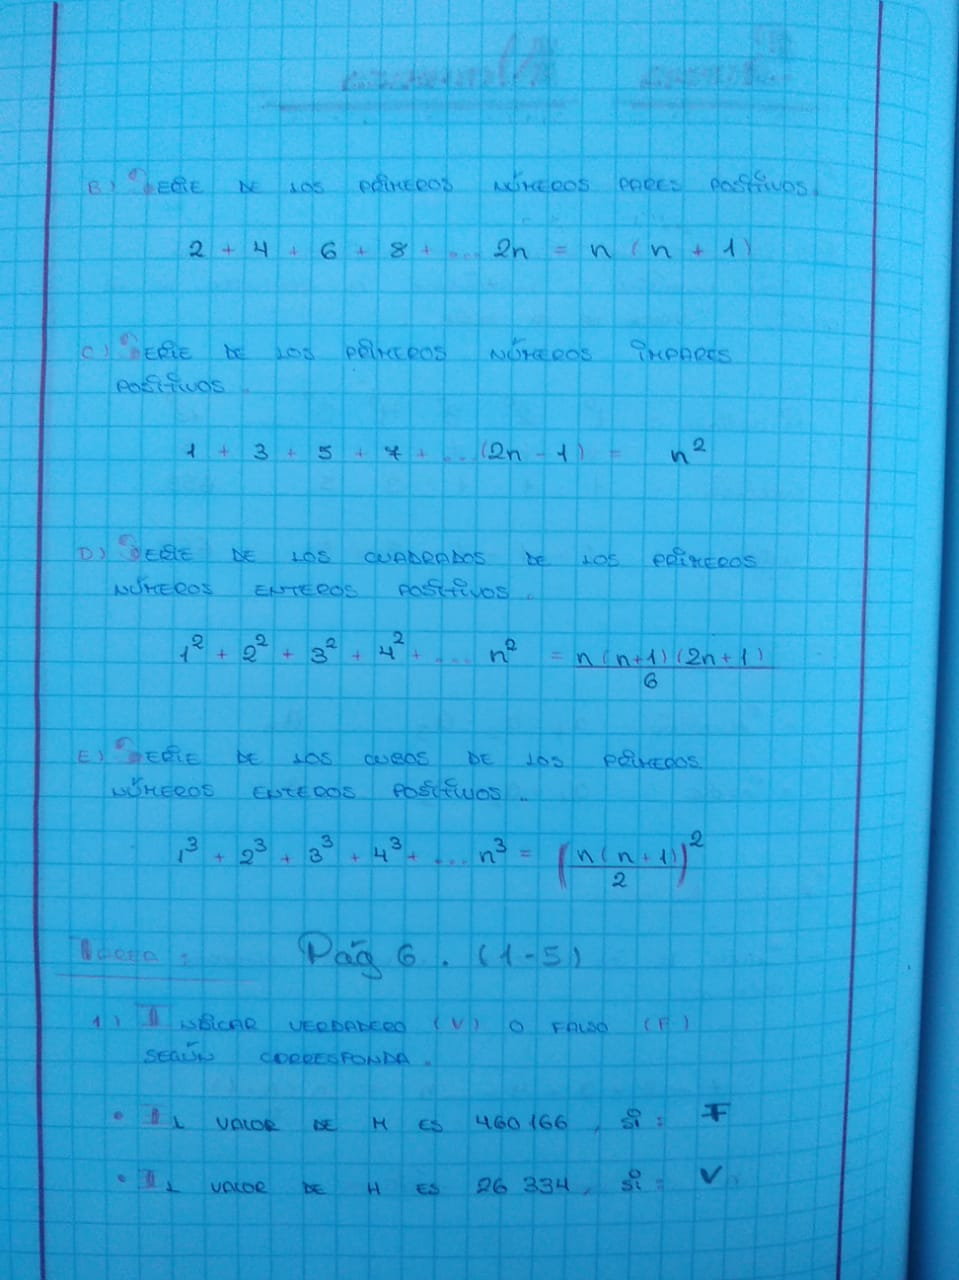 B) SERIE DE LOS PRIMEROS NÚMEROS PARES POSITIVOS.
2 + 4 + 6 + 8 + ... 2n = n (n + 1)
C) SERIE DE LOS PRIMEROS NÚMEROS IMPARES
POSITIVOS.
1 + 3 + 5 + 7 + ... (2n - 1) = n²
D) SERIE DE LOS CUADRADOS DE LOS PRIMEROS
NÚMEROS ENTEROS POSITIVOS.
1² + 2² + 3² + 4² + ... n² = n(n+1)(2n+1)/6
E) SERIE DE LOS CUBOS DE LOS PRIMEROS
NÚMEROS ENTEROS POSITIVOS..
1³ + 2³ + 3³ + 4³ + ... n³ = (n(n+1)/2)²
Pág 6. (1-5)
1) INDICAR VERDADERO (V) O FALSO (F)
SEGÚN CORRESPONDA.
• EL VALOR DE M ES 460166, SI: F
• EL VALOR DE H ES 26 334, SI: V